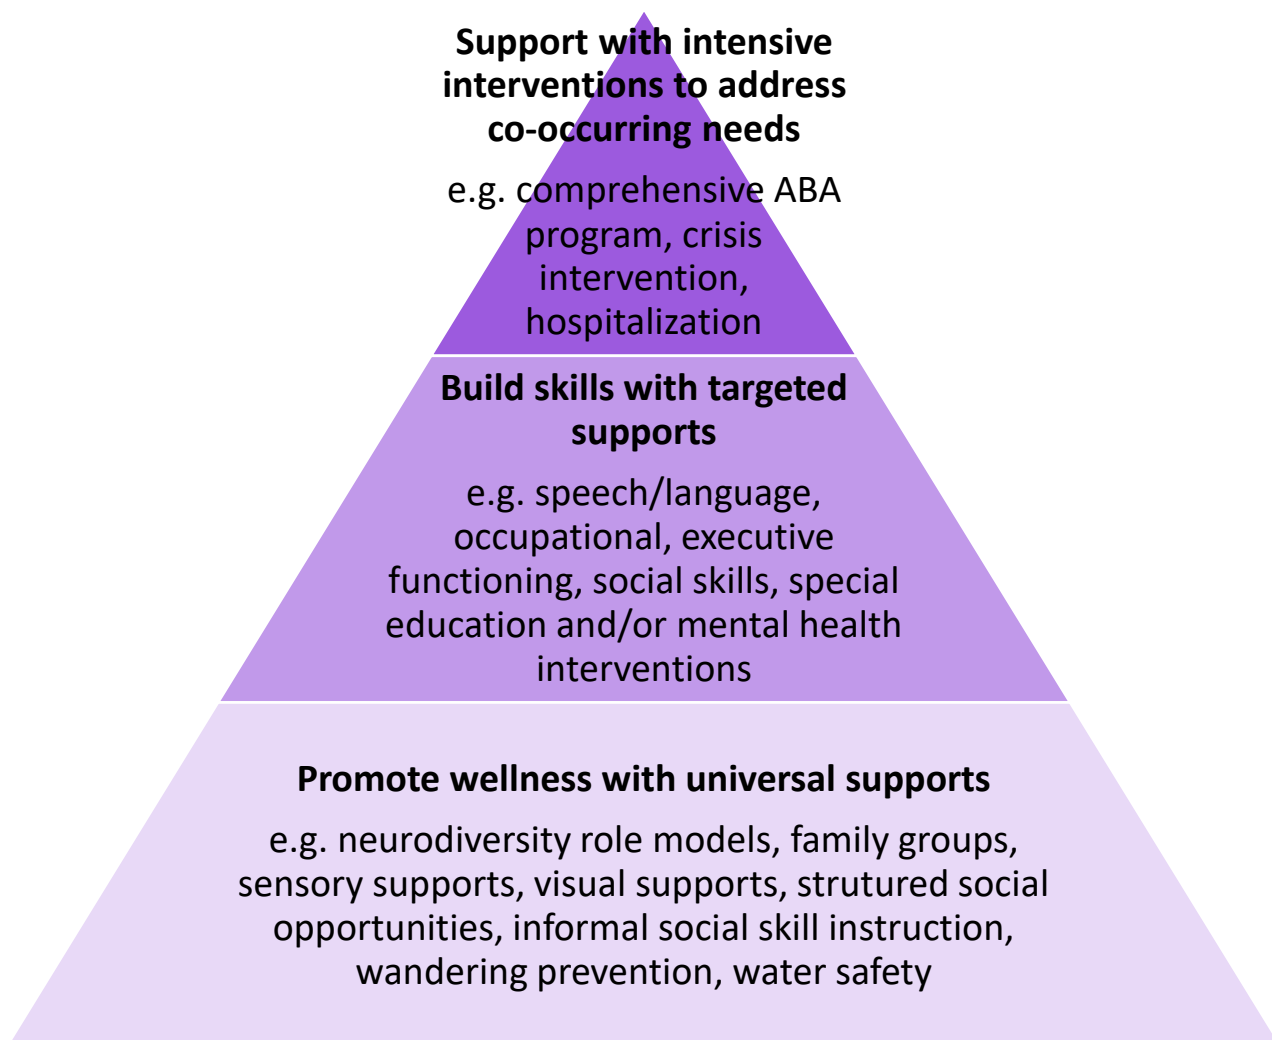 Support with intensive
interventions to address
co-occurring needs
e.g. comprehensive ABA
program, crisis
intervention,
hospitalization
Build skills with targeted
supports
e.g. speech/language,
occupational, executive
functioning, social skills, special
education and/or mental health
interventions
Promote wellness with universal supports
e.g. neurodiversity role models, family groups,
sensory supports, visual supports, strutured social
opportunities, informal social skill instruction,
wandering prevention, water safety